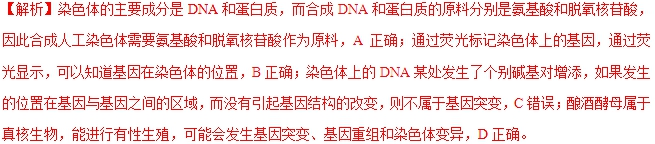 【解析】染色体的主要成分是 DNA 和蛋白质，而合成 DNA 和蛋白质的原料分别是氨基酸和脱氧核苷酸，
因此合成人工染色体需要氨基酸和脱氧核苷酸作为原料，A 正确；通过荧光标记染色体上的基因，通过荧
光显示，可以知道基因在染色体的位置，B 正确；染色体上的 DNA 某处发生了个别碱基对增添，如果发生
的位置在基因与基因之间的区域，而没有引起基因结构的改变，则不属于基因突变，C 错误；酿酒酵母属于
真核生物，能进行有性生殖，可能会发生基因突变、基因重组和染色体变异，D 正确。